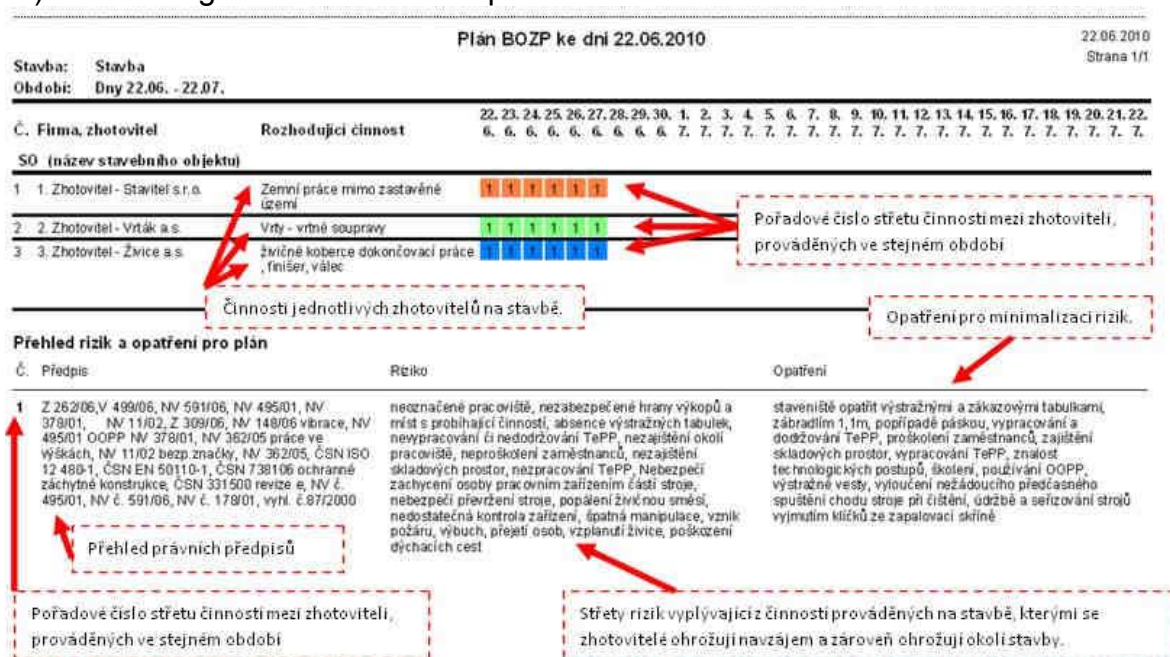 Plán BOZP ke dni 22.06.2010
22.06.2010
Strana 1/1
Stavba: Stavba
Období: Dny 22.06. - 22.07.
Č. Firma, zhotovitel Rozhodující činnost 22. 23. 24. 25. 26. 27. 28. 29. 30. 1. 2. 3. 4. 5. 6. 7. 8. 9. 10. 11. 12. 13. 14. 15. 16. 17. 18. 19. 20. 21. 22.
6. 6. 6. 6. 6. 6. 6. 6. 6. 7. 7. 7. 7. 7. 7. 7. 7. 7. 7. 7. 7. 7. 7. 7. 7. 7. 7. 7. 7. 7. 7.
SO (název stavebního objektu)
1 1. Zhotovitel - Stavitel s.r.o. Zemní práce mimo zastavěné 1 1 1 1 1 1
území
2 2. Zhotovitel - Vrták a.s. Vrty - vrtné soupravy 1 1 1 1 1 1
3 3. Zhotovitel - Živice a.s. živičné koberce dokončovací práce 1 1 1 1 1 1
, finišer, válec
Pořadové číslo střetu činností mezi zhotoviteli,
prováděných ve stejném období
Činnosti jednotlivých zhotovitelů na stavbě.
Opatření pro minimalizaci rizik.
Přehled rizik a opatření pro plán
Č. Předpis Riziko Opatření
1 Z 262/06,V 499/06, NV 591/06, NV 495/01, NV
378/01, NV 11/02, Z 309/06, NV 148/06 vibrace, NV
495/01 OOPP NV 378/01, NV 362/05 práce ve
výškách, NV 11/02 bezp.značky, NV 362/05, ČSN ISO
12 480-1, ČSN EN 50110-1, ČSN 738106 ochranné
záchytné konstrukce, ČSN 331500 revize e, NV č.
495/01, NV č. 591/06, NV č. 178/01, vyhl. č.87/2000
neoznačené pracoviště, nezabezpečené hrany výkopů a
míst s probíhající činností, absence výstražných tabulek,
nevypracování či nedodržování TePP, nezajištění okolí
pracoviště, neproškolení zaměstnanců, nezajištění
skladových prostor, nezpracování TePP, Nebezpečí
zachycení osoby pracovním zařízením částí stroje,
nebezpečí převržení stroje, popálení živičnou směsí,
nedostatečná kontrola zařízení, špatná manipulace, vznik
požáru, výbuch, přejetí osob, vzplanutí živice, poškození
dýchacích cest
staveniště opatřit výstražnými a zákazovými tabulkami,
zábradlím 1,1m, popřípadě páskou, vypracování a
dodržování TePP, proškolení zaměstnanců, zajištění
skladových prostor, vypracování TePP, znalost
technologických postupů, školení, používání OOPP,
výstražné vesty, vyloučení nežádoucího předčasného
spuštění chodu stroje při čištění, údržbě a seřizování strojů
vyjmutím klíčků ze zapalovací skříně
Přehled právních předpisů
Pořadové číslo střetu činností mezi zhotoviteli,
prováděných ve stejném období
Střety rizik vyplývající z činností prováděných na stavbě, kterými se
zhotovitelé ohrožují navzájem a zároveň ohrožují okolí stavby.